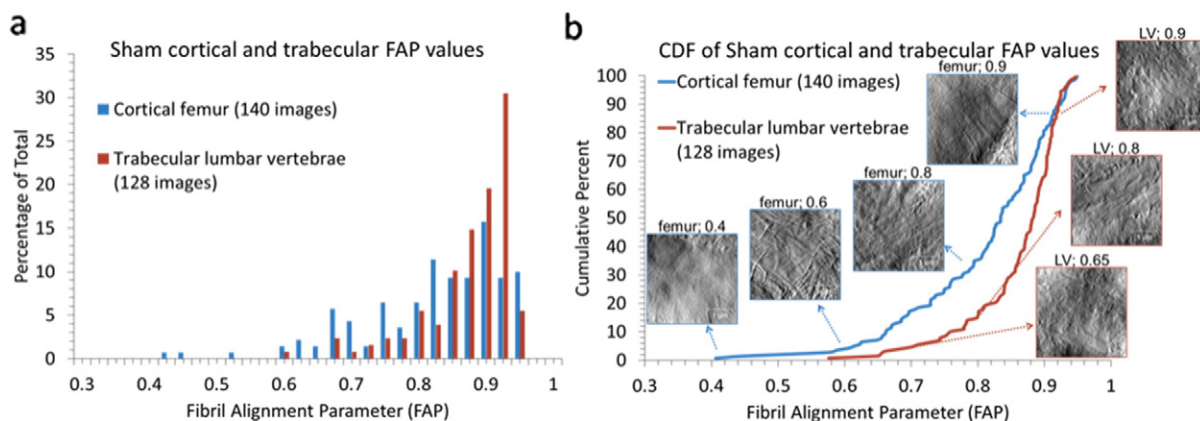 a
Sham cortical and trabecular FAP values
Percentage of Total
35
30
25
20
15
10
5
0
Cortical femur (140 images)
Trabecular lumbar vertebrae
(128 images)
0.3 0.4 0.5 0.6 0.7 0.8 0.9 1
Fibril Alignment Parameter (FAP)
b
CDF of Sham cortical and trabecular FAP values
Cumulative Percent
100
90
80
70
60
50
40
30
20
10
0
Cortical femur (140 images)
Trabecular lumbar vertebrae
(128 images)
femur; 0.4
femur; 0.6
femur; 0.8
femur; 0.9
LV; 0.9
LV; 0.8
LV; 0.65
0.3 0.4 0.5 0.6 0.7 0.8 0.9 1
Fibril Alignment Parameter (FAP)